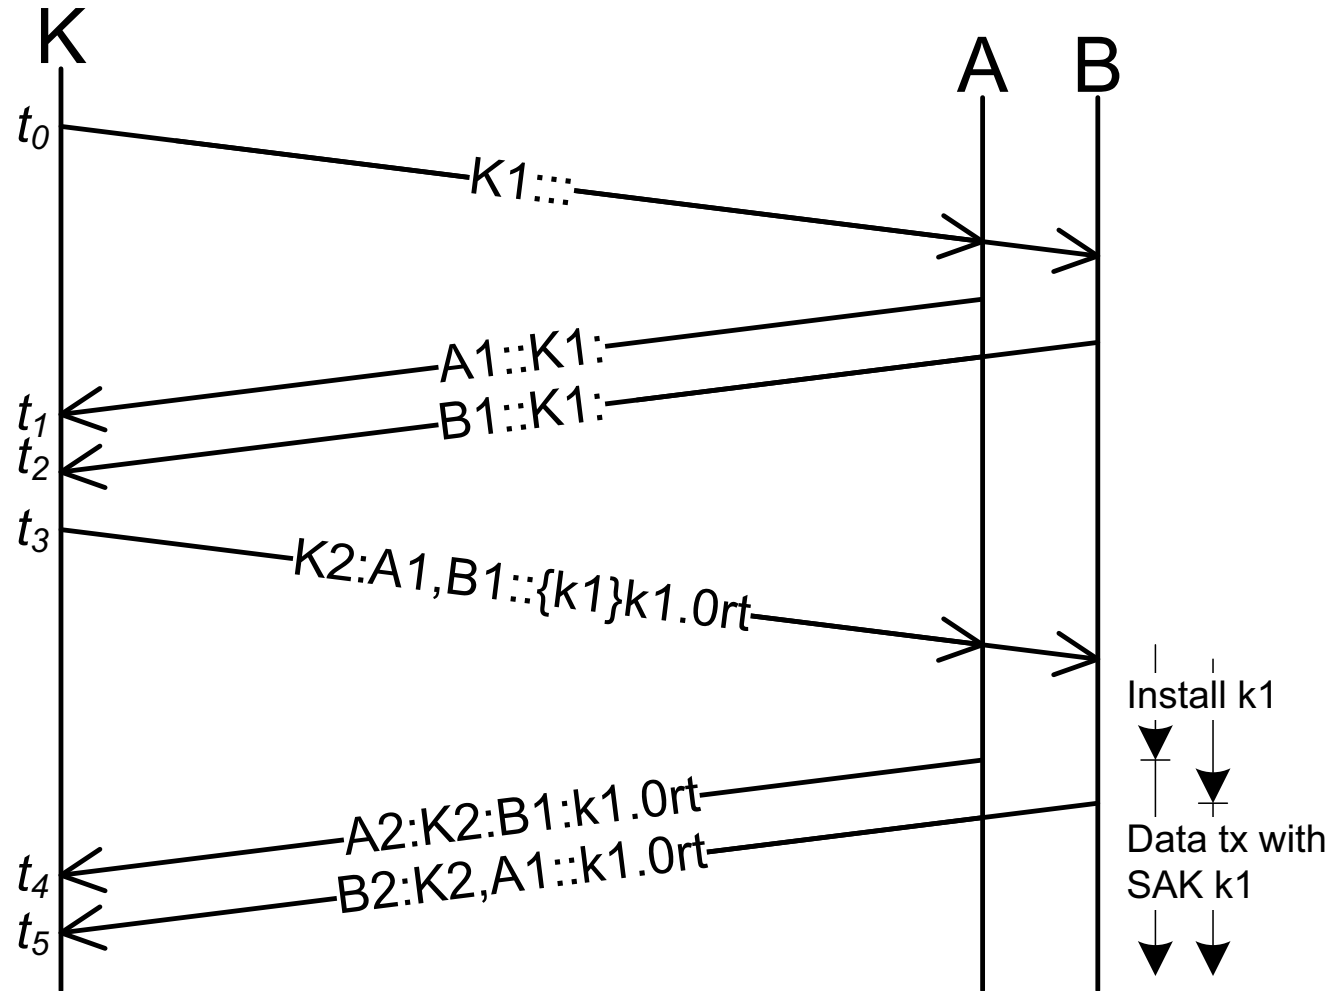 K
A B
t0
K1:::
A1::K1:
B1::K1:
t1
t2
t3
K2:A1,B1::{k1}k1.0rt
Install k1
A2:K2:B1:k1.0rt
B2:K2,A1::k1.0rt
Data tx with
SAK k1
t4
t5